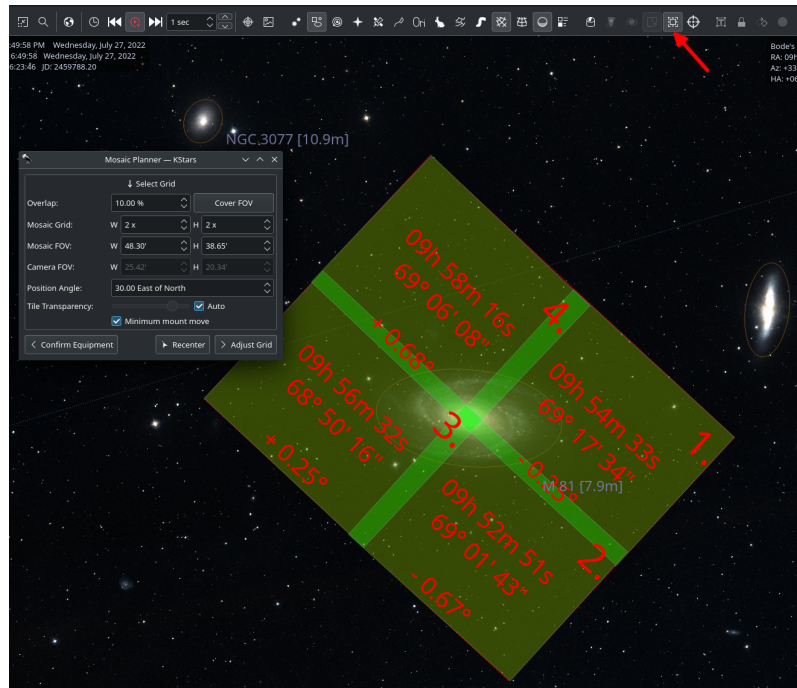 1 sec
Ori
:49:58 PM Wednesday, July 27, 2022
6:49:58 Wednesday, July 27, 2022
6:23:46 JD: 2459788.20
Bode's
RA: 09h
Az: +33
HA: +06
NGC 3077 [10.9m]
Mosaic Planner — KStars
↓ Select Grid
Overlap: 10.00 % Cover FOV
Mosaic Grid: W 2 x H 2 x
Mosaic FOV: W 48.30' H 38.65'
Camera FOV: W 25.42' H 20.34'
Position Angle: 30.00 East of North
Tile Transparency: Auto
Minimum mount move
< Confirm Equipment Recenter > Adjust Grid
09h 58m 16s
69° 06' 08"
+ 0.68°
4.
09h 54m 33s
69° 17' 34"
- 0.25°
1.
09h 56m 32s
68° 50' 16"
+ 0.25°
3.
M 81 [7.9m]
09h 52m 51s
69° 01' 43"
- 0.67°
2.